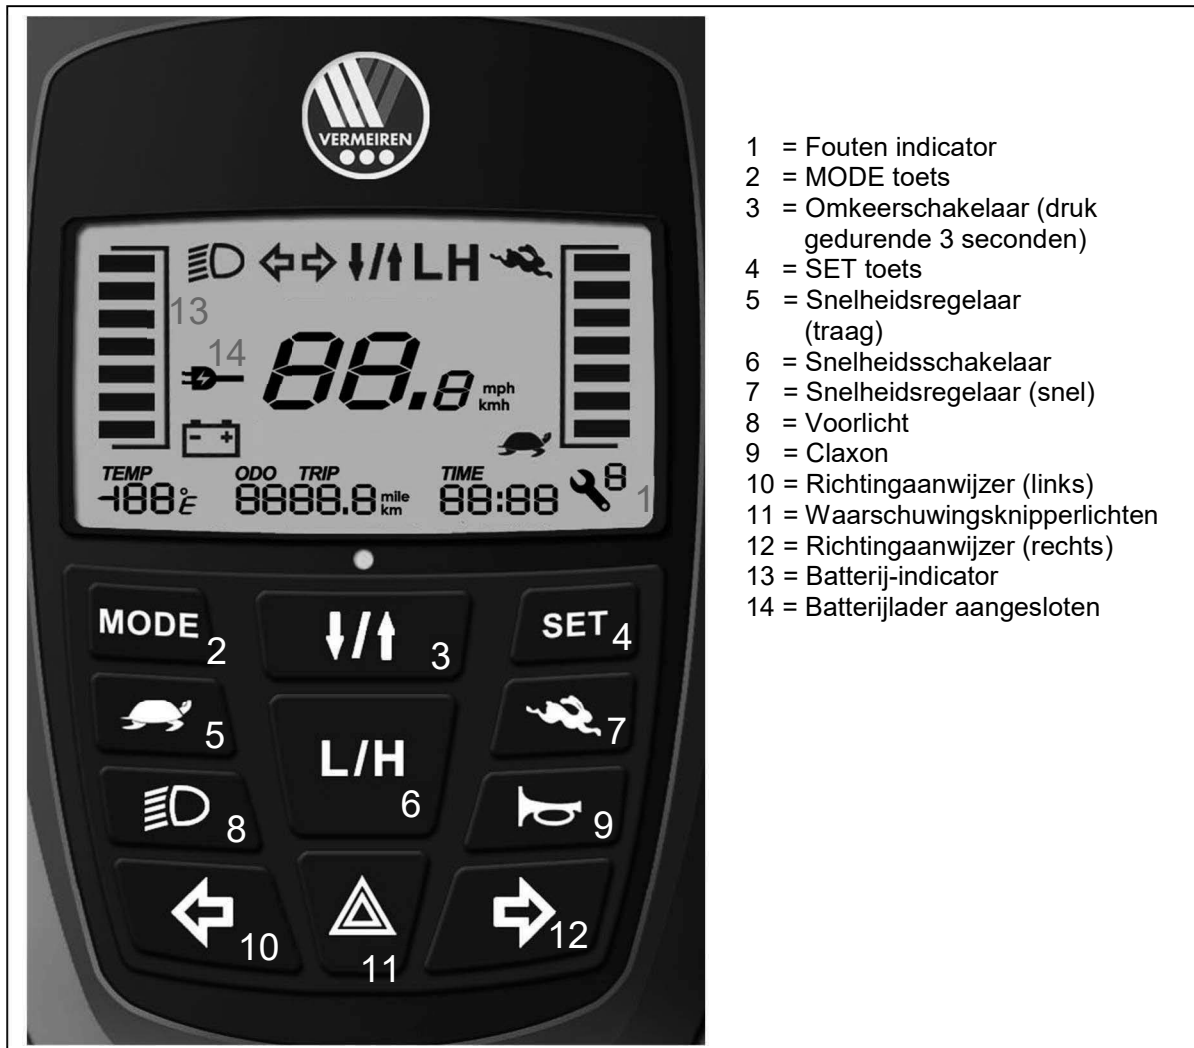 VERMEIREN
LH
13
14
88.8 mph
kmh
TEMP ODO TRIP TIME
-188°E 8888.8 mile km 88:88 8 1
MODE 2
3
SET 4
5
L/H
6
7
8
9
10
11
12
1 = Fouten indicator
2 = MODE toets
3 = Omkeerschakelaar (druk
gedurende 3 seconden)
4 = SET toets
5 = Snelheidsregelaar
(traag)
6 = Snelheidsschakelaar
7 = Snelheidsregelaar (snel)
8 = Voorlicht
9 = Claxon
10 = Richtingaanwijzer (links)
11 = Waarschuwingsknipperlichten
12 = Richtingaanwijzer (rechts)
13 = Batterij-indicator
14 = Batterijlader aangesloten